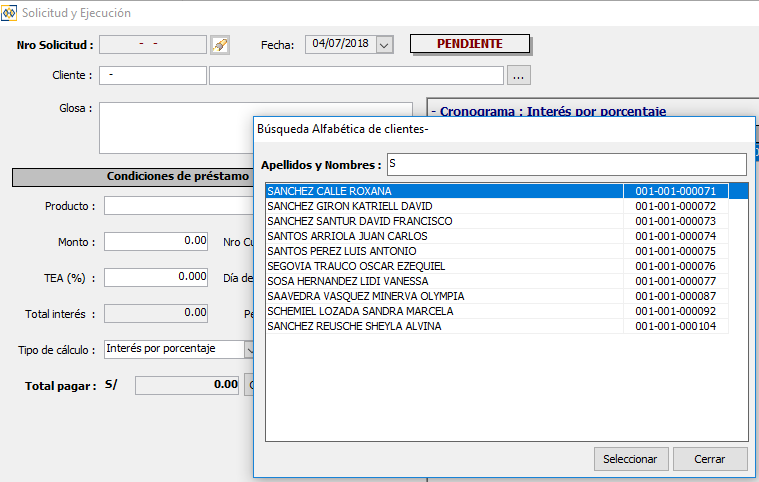 Solicitud y Ejecución
Nro Solicitud : - - Fecha: 04/07/2018 PENDIENTE
Cliente : - ...
Glosa :
- Cronograma : Interés por porcentaje
Búsqueda Alfabética de clientes-
Apellidos y Nombres : S
SANCHEZ CALLE ROXANA 001-001-000071
SANCHEZ GIRON KATRIELL DAVID 001-001-000072
SANCHEZ SANTUR DAVID FRANCISCO 001-001-000073
SANTOS ARRIOLA JUAN CARLOS 001-001-000074
SANTOS PEREZ LUIS ANTONIO 001-001-000075
SEGOVIA TRAUCO OSCAR EZEQUIEL 001-001-000076
SOSA HERNANDEZ LIDI VANESSA 001-001-000077
SAAVEDRA VASQUEZ MINERVA OLYMPIA 001-001-000087
SCHEMIEL LOZADA SANDRA MARCELA 001-001-000092
SANCHEZ REUSCHE SHEYLA ALVINA 001-001-000104
Seleccionar Cerrar
Condiciones de préstamo
Producto :
Monto : 0.00 Nro Cu
TEA (%) : 0.000 Día de
Total interés : 0.00 Pe
Tipo de cálculo : Interés por porcentaje
Total pagar : S/ 0.00